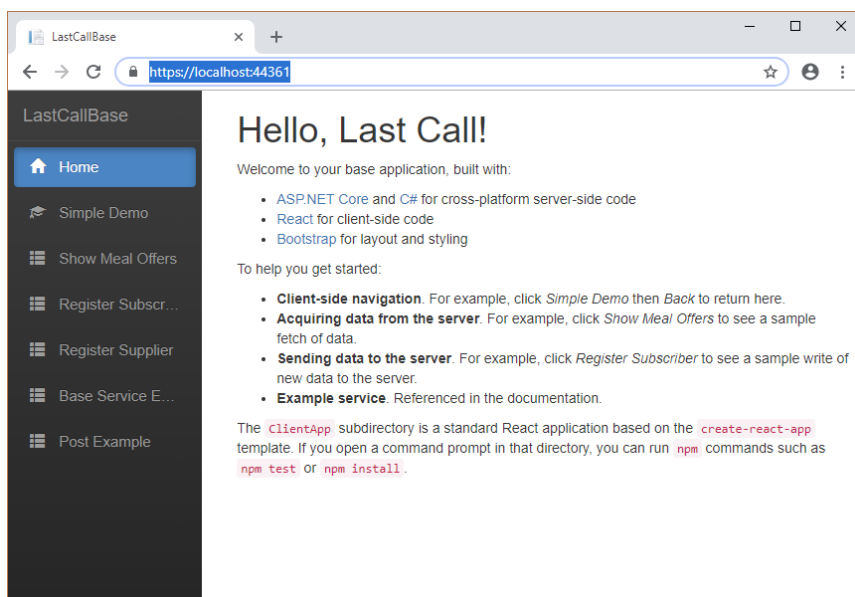 LastCallBase
https://localhost:44361
LastCallBase
Home
Simple Demo
Show Meal Offers
Register Subscr...
Register Supplier
Base Service E...
Post Example
Hello, Last Call!
Welcome to your base application, built with:
ASP.NET Core and C# for cross-platform server-side code
React for client-side code
Bootstrap for layout and styling
To help you get started:
Client-side navigation. For example, click Simple Demo then Back to return here.
Acquiring data from the server. For example, click Show Meal Offers to see a sample
fetch of data.
Sending data to the server. For example, click Register Subscriber to see a sample write of
new data to the server.
Example service. Referenced in the documentation.
The ClientApp subdirectory is a standard React application based on the create-react-app
template. If you open a command prompt in that directory, you can run npm commands such as
npm test or npm install.